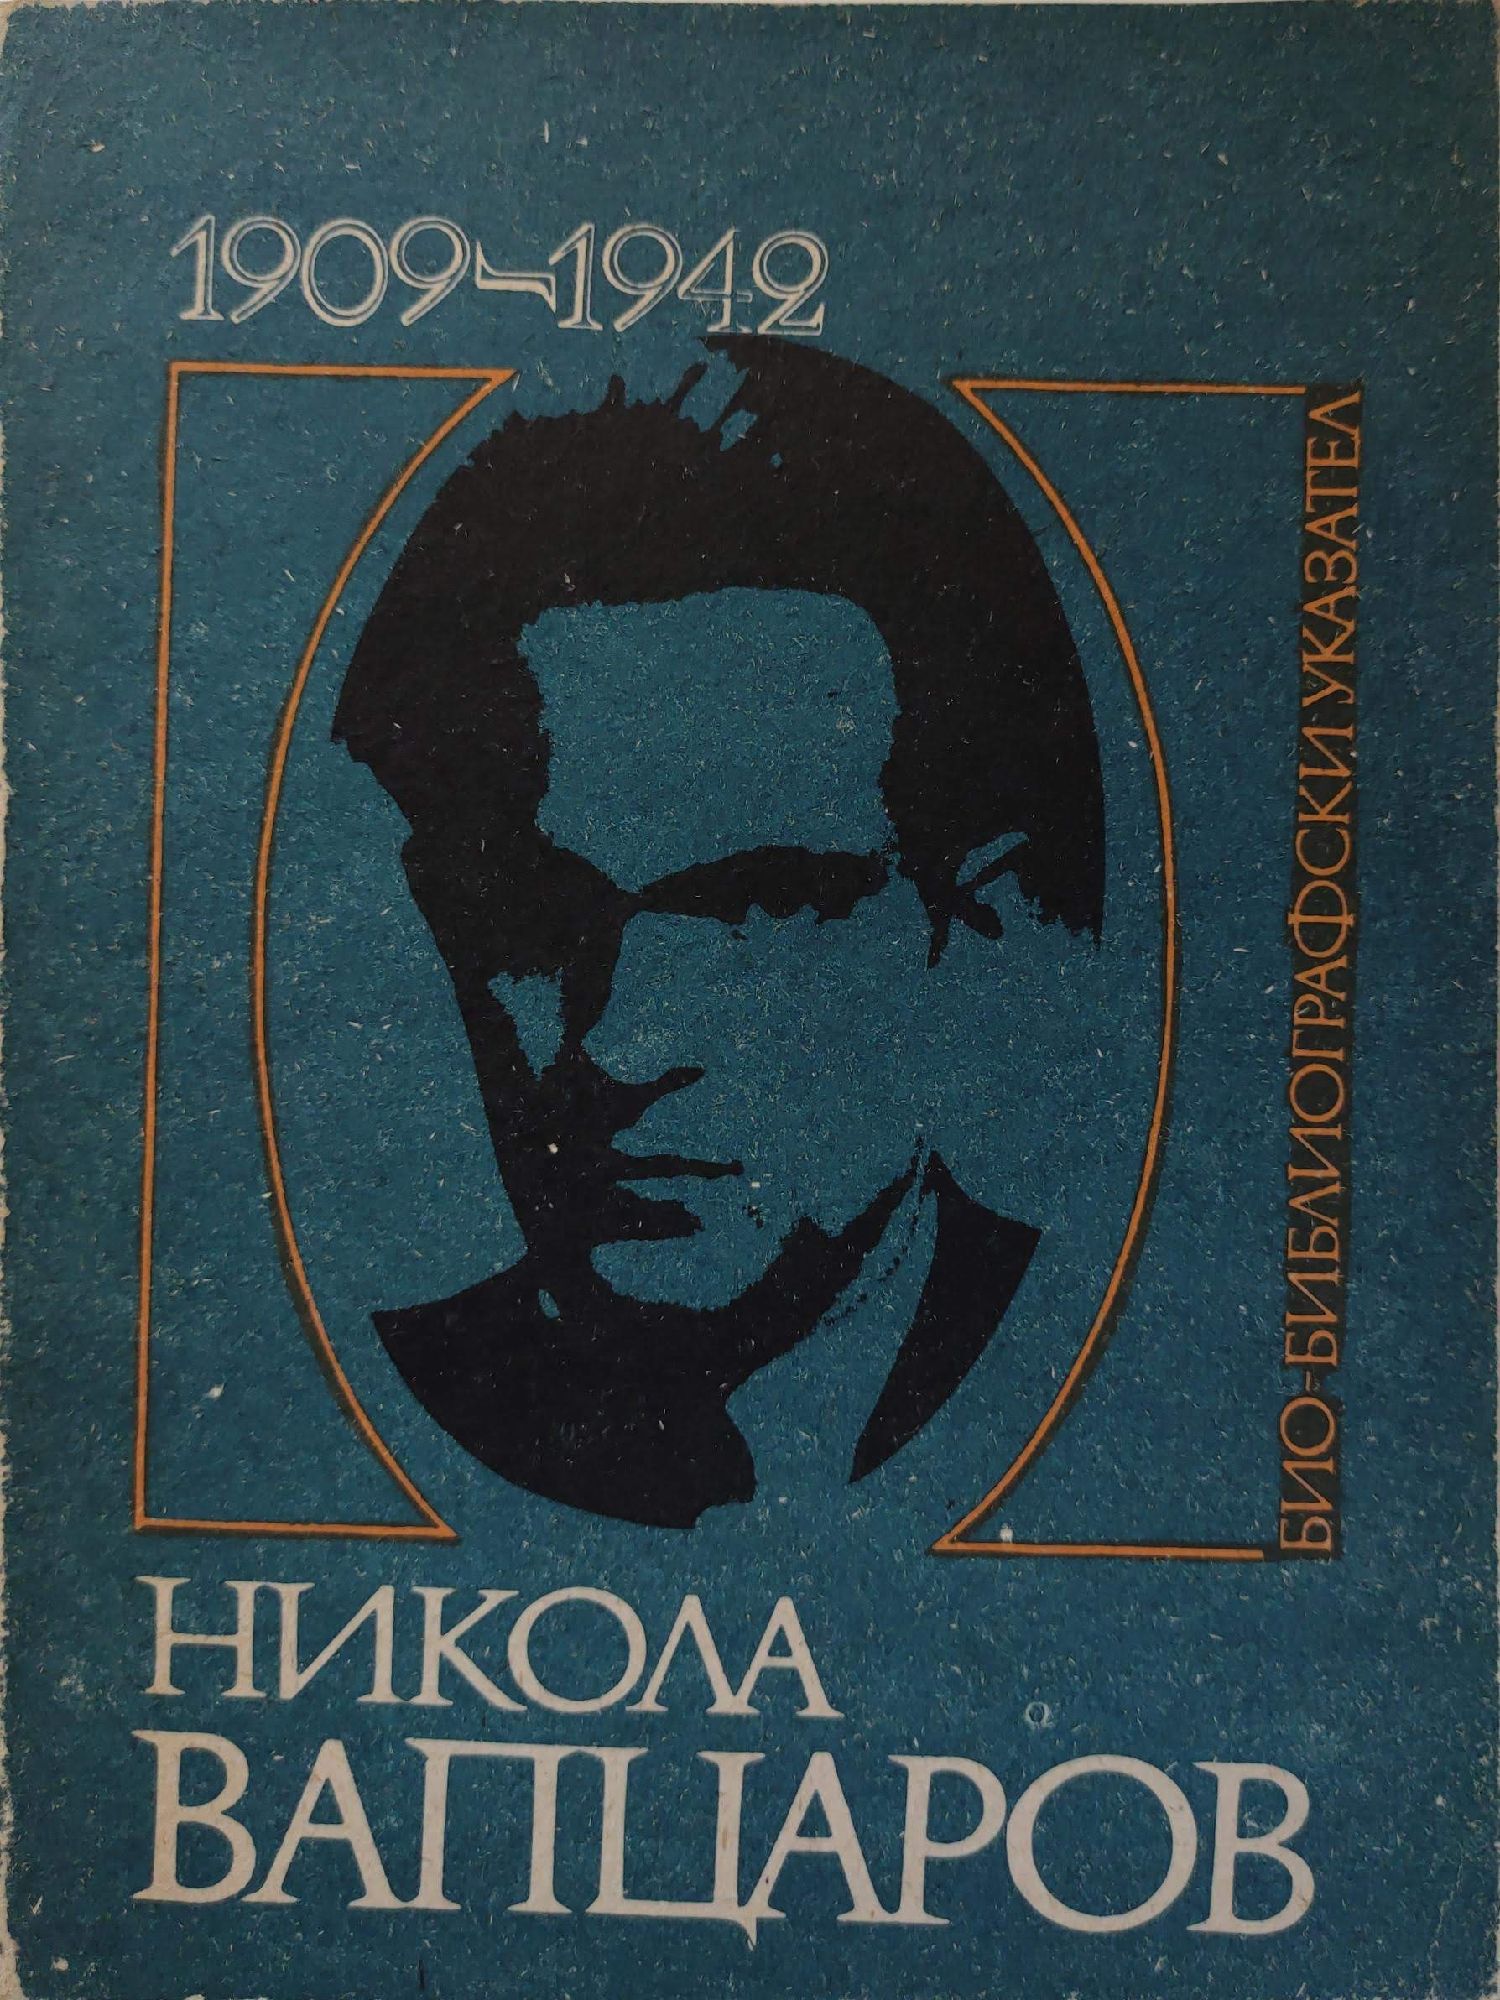 1909-1942
БИО-БИБЛИОГРАФСКИ УКАЗАТЕЛ
НИКОЛА
ВАПЦАРОВ